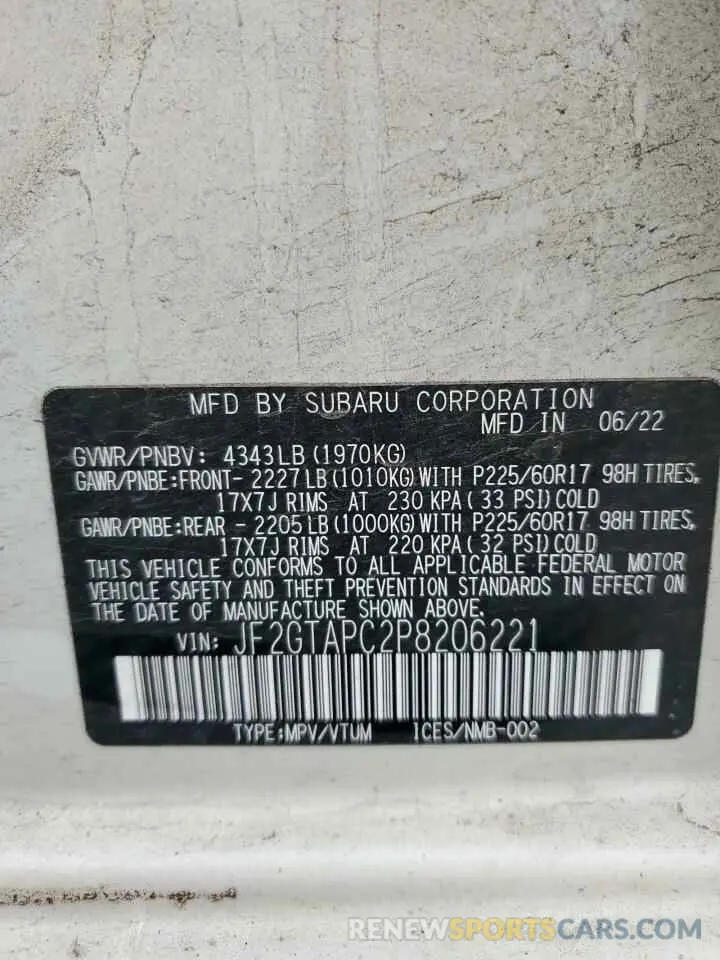 MFD BY SUBARU CORPORATION
MFD IN 06/22
GVWR/PNBV: 4343LB (1970KG)
GAWR/PNBE:FRONT- 2227LB(1010KG)WITH P225/60R17 98H TIRES,
17X7J RIMS AT 230 KPA(33 PSI)COLD
GAWR/PNBE:REAR - 2205LB(1000KG)WITH P225/60R17 98H TIRES,
17X7J RIMS AT 220 KPA(32 PSI)COLD
THIS VEHICLE CONFORMS TO ALL APPLICABLE FEDERAL MOTOR
VEHICLE SAFETY AND THEFT PREVENTION STANDARDS IN EFFECT ON
THE DATE OF MANUFACTURE SHOWN ABOVE.
VIN: JF2GTAPC2P8206221
TYPE:MPV/VTUM ICES/NMB-002
RENEWSPORTSCARS.COM